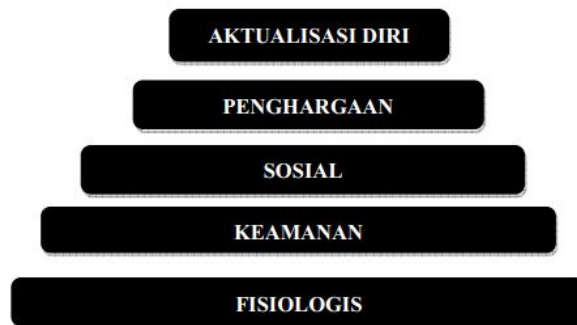 AKTUALISASI DIRI
PENGHARGAAN
SOSIAL
KEAMANAN
FISIOLOGIS